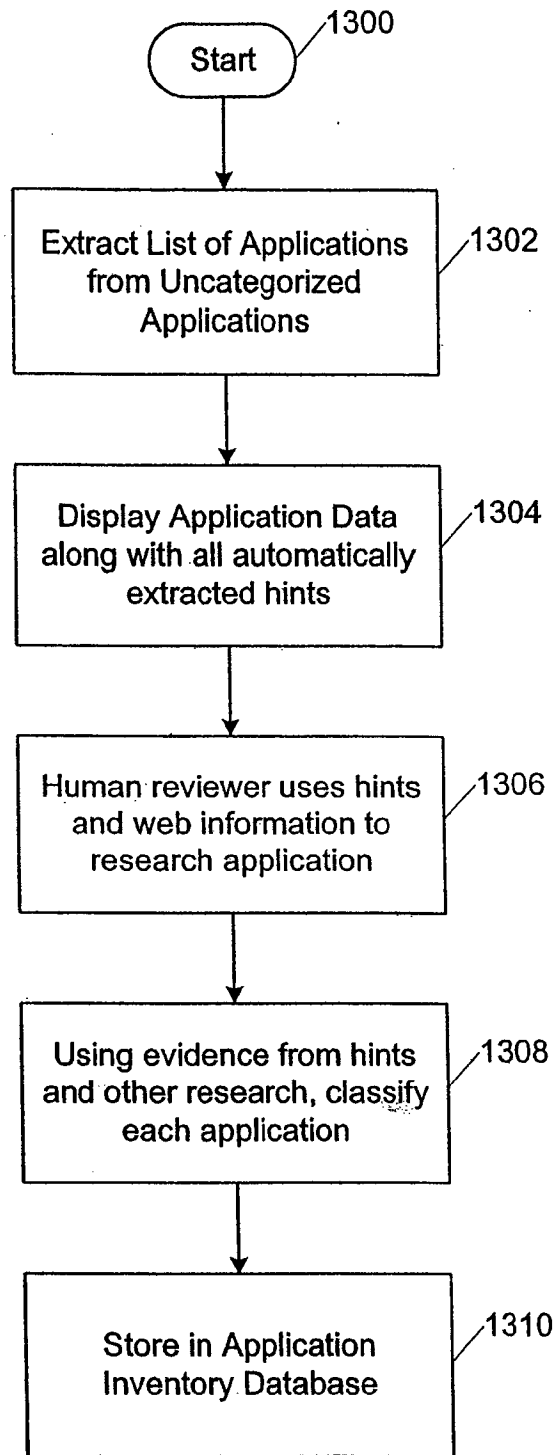 Start
1300
Extract List of Applications
from Uncategorized
Applications
1302
Display Application Data
along with all automatically
extracted hints
1304
Human reviewer uses hints
and web information to
research application
1306
Using evidence from hints
and other research, classify
each application
1308
Store in Application
Inventory Database
1310